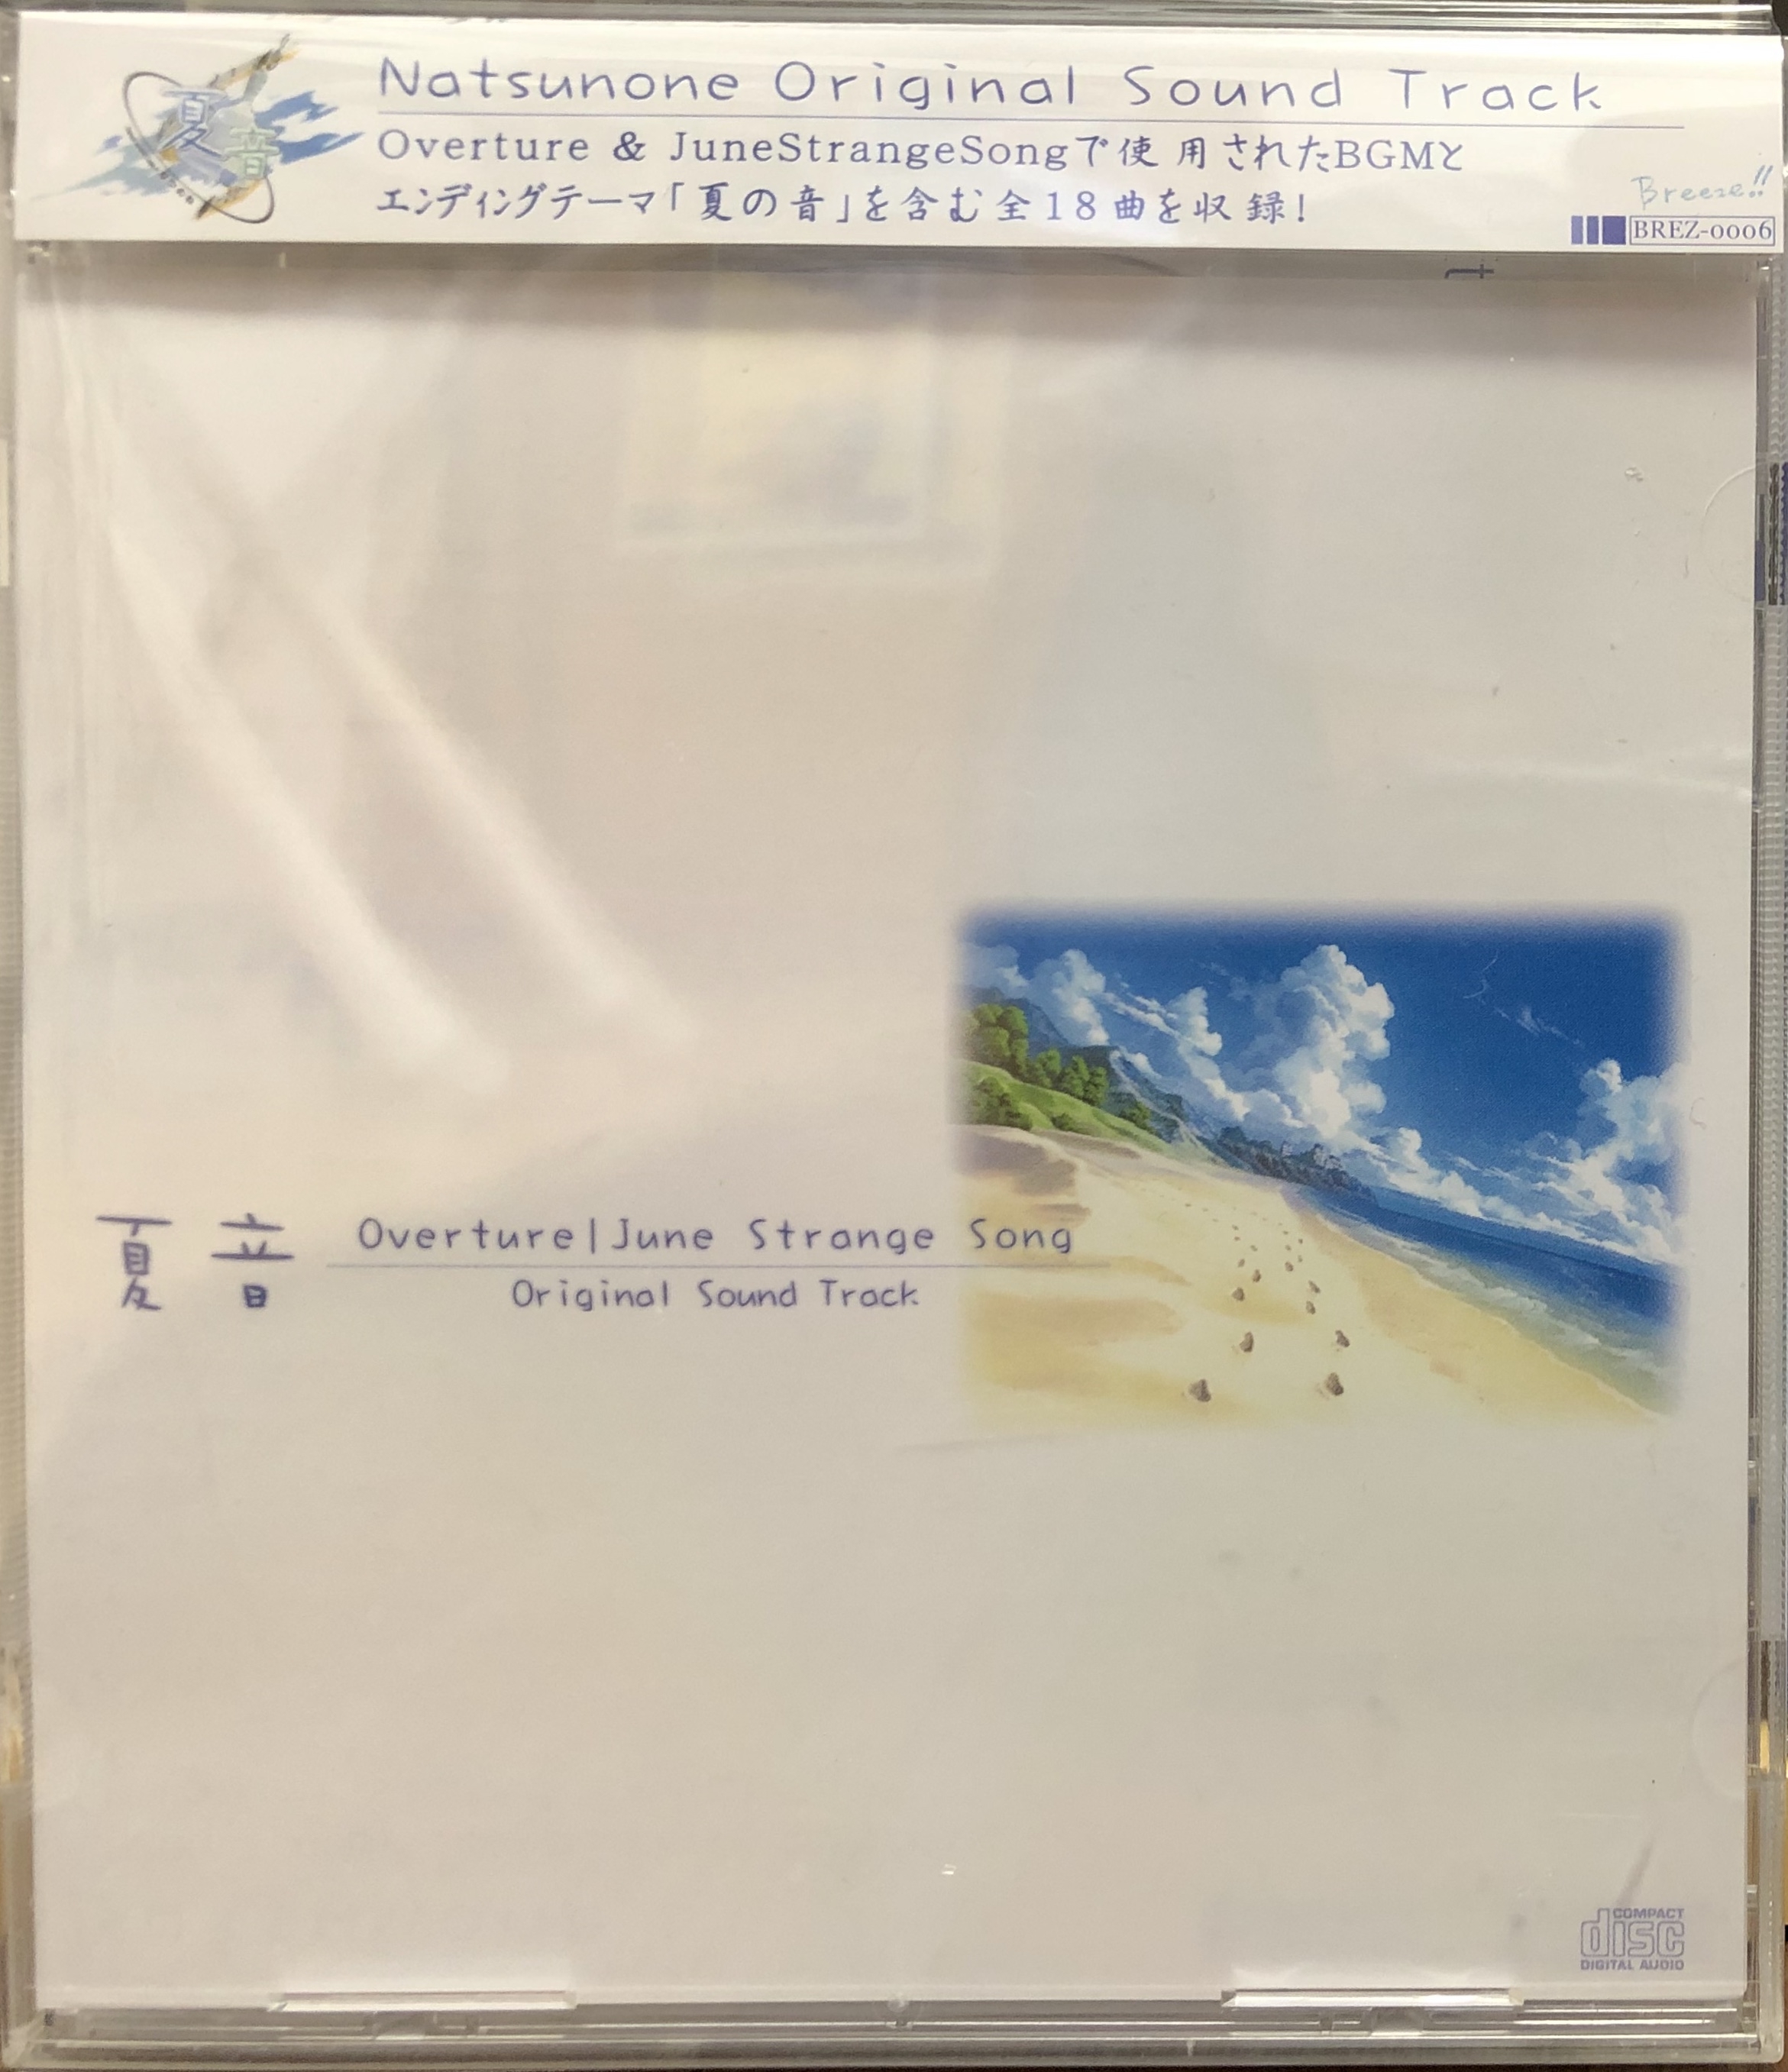 夏音
Natsunone Original Sound Track
Overture & JuneStrangeSongで使用されたBGMと
エンディングテーマ「夏の音」を含む全18曲を収録!
Breeze!!
BREZ-0006
夏音 Overture|June Strange Song
Original Sound Track
COMPACT
disc
DIGITAL AUDIO